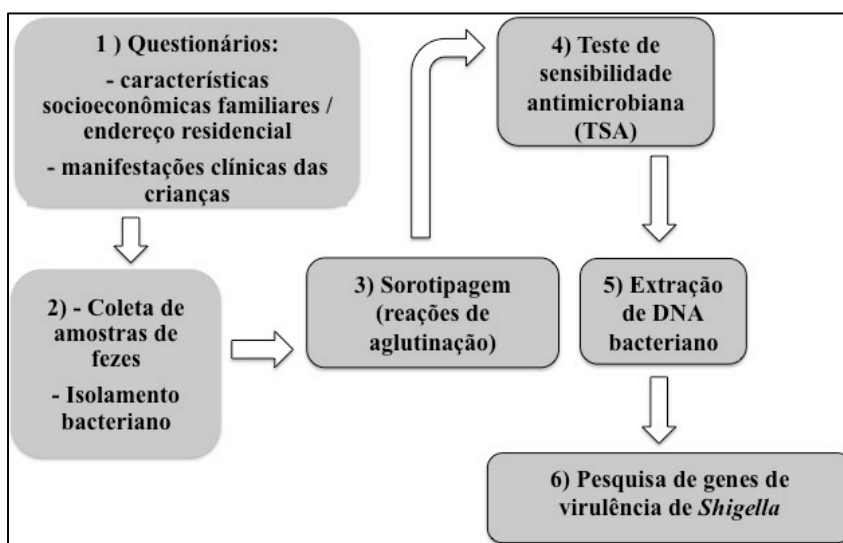 1 ) Questionários:
- características
socioeconômicas familiares /
endereço residencial
- manifestações clínicas das
crianças
2) - Coleta de
amostras de
fezes
- Isolamento
bacteriano
3) Sorotipagem
(reações de
aglutinação)
4) Teste de
sensibilidade
antimicrobiana
(TSA)
5) Extração
de DNA
bacteriano
6) Pesquisa de genes de
virulência de Shigella